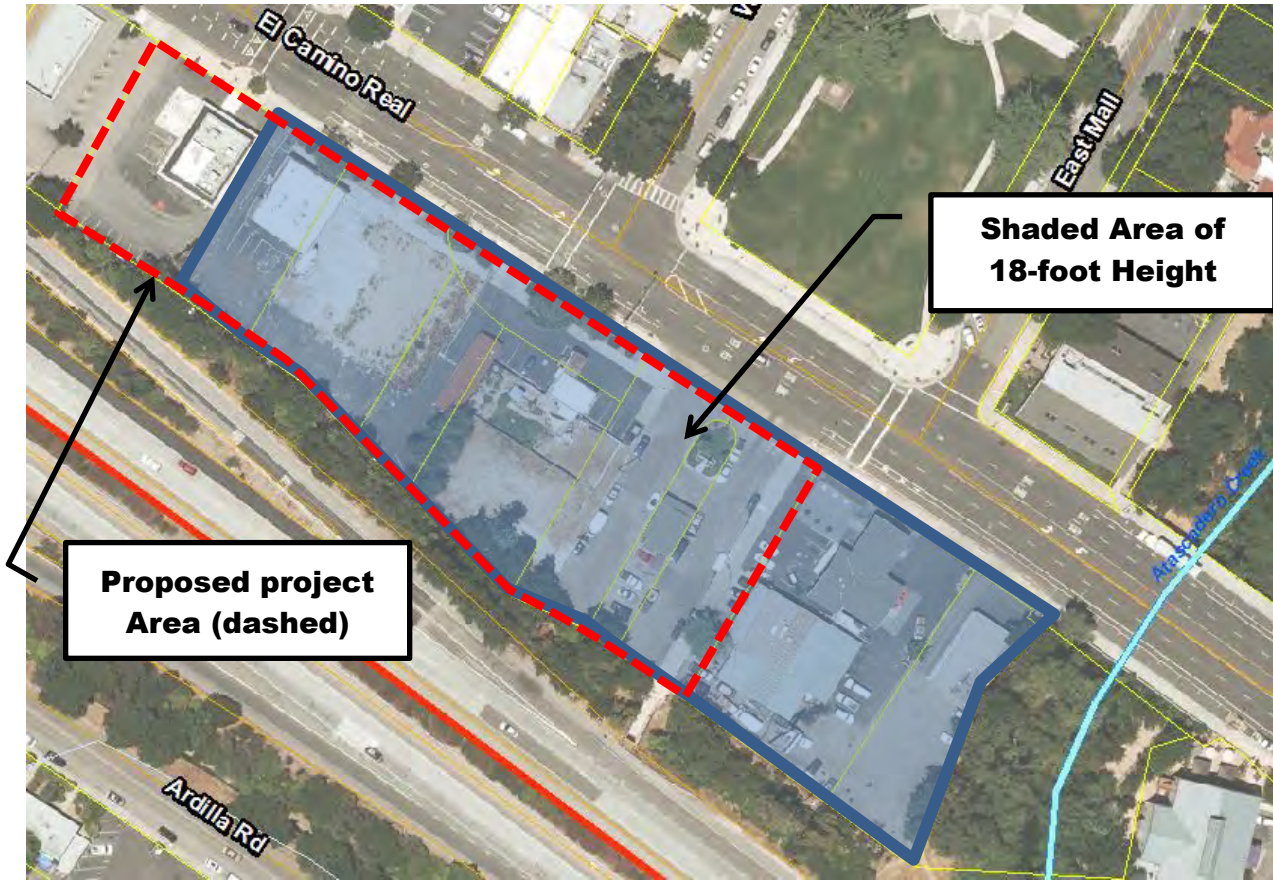 El Camino Real
East Mall
Shaded Area of
18-foot Height
Atascadero Creek
Proposed project
Area (dashed)
Ardilla Rd